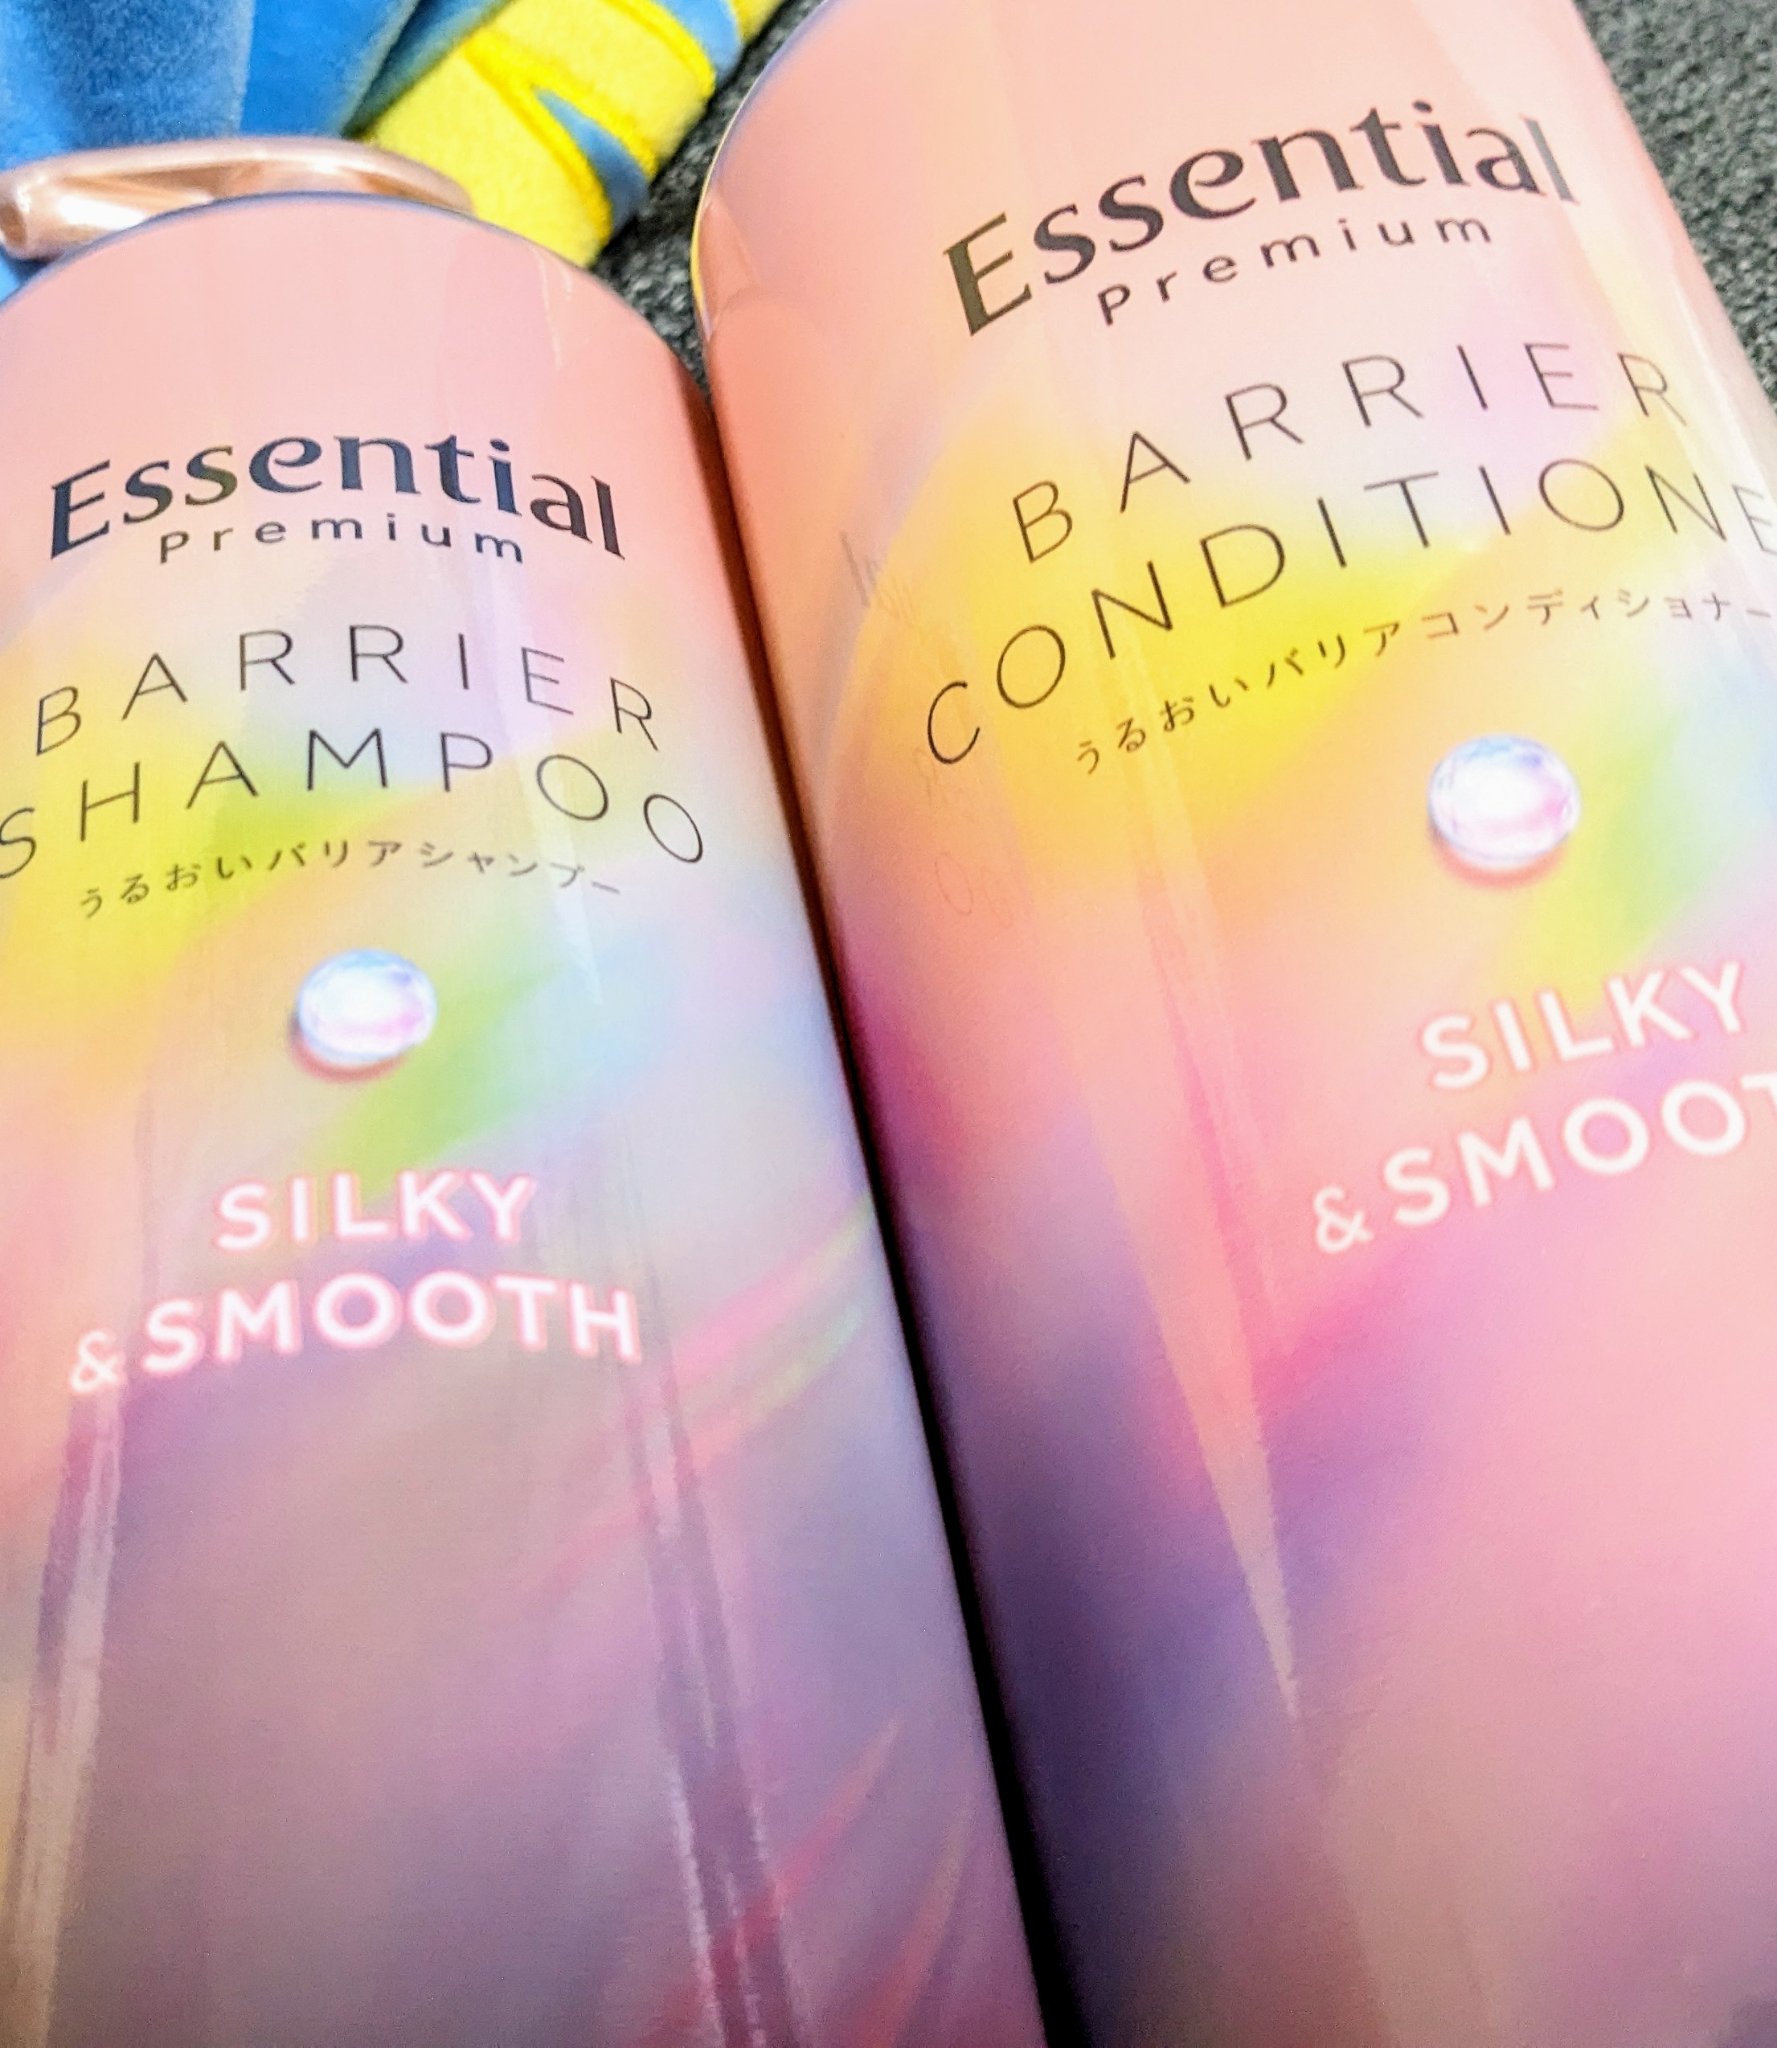 Essential
Premium
BARRIER
SHAMPOO
うるおいバリアシャンプー
SILKY
& SMOOTH
Essential
Premium
BARRIER
CONDITIONE
うるおいバリアコンディショナー
SILKY
& SMOOT